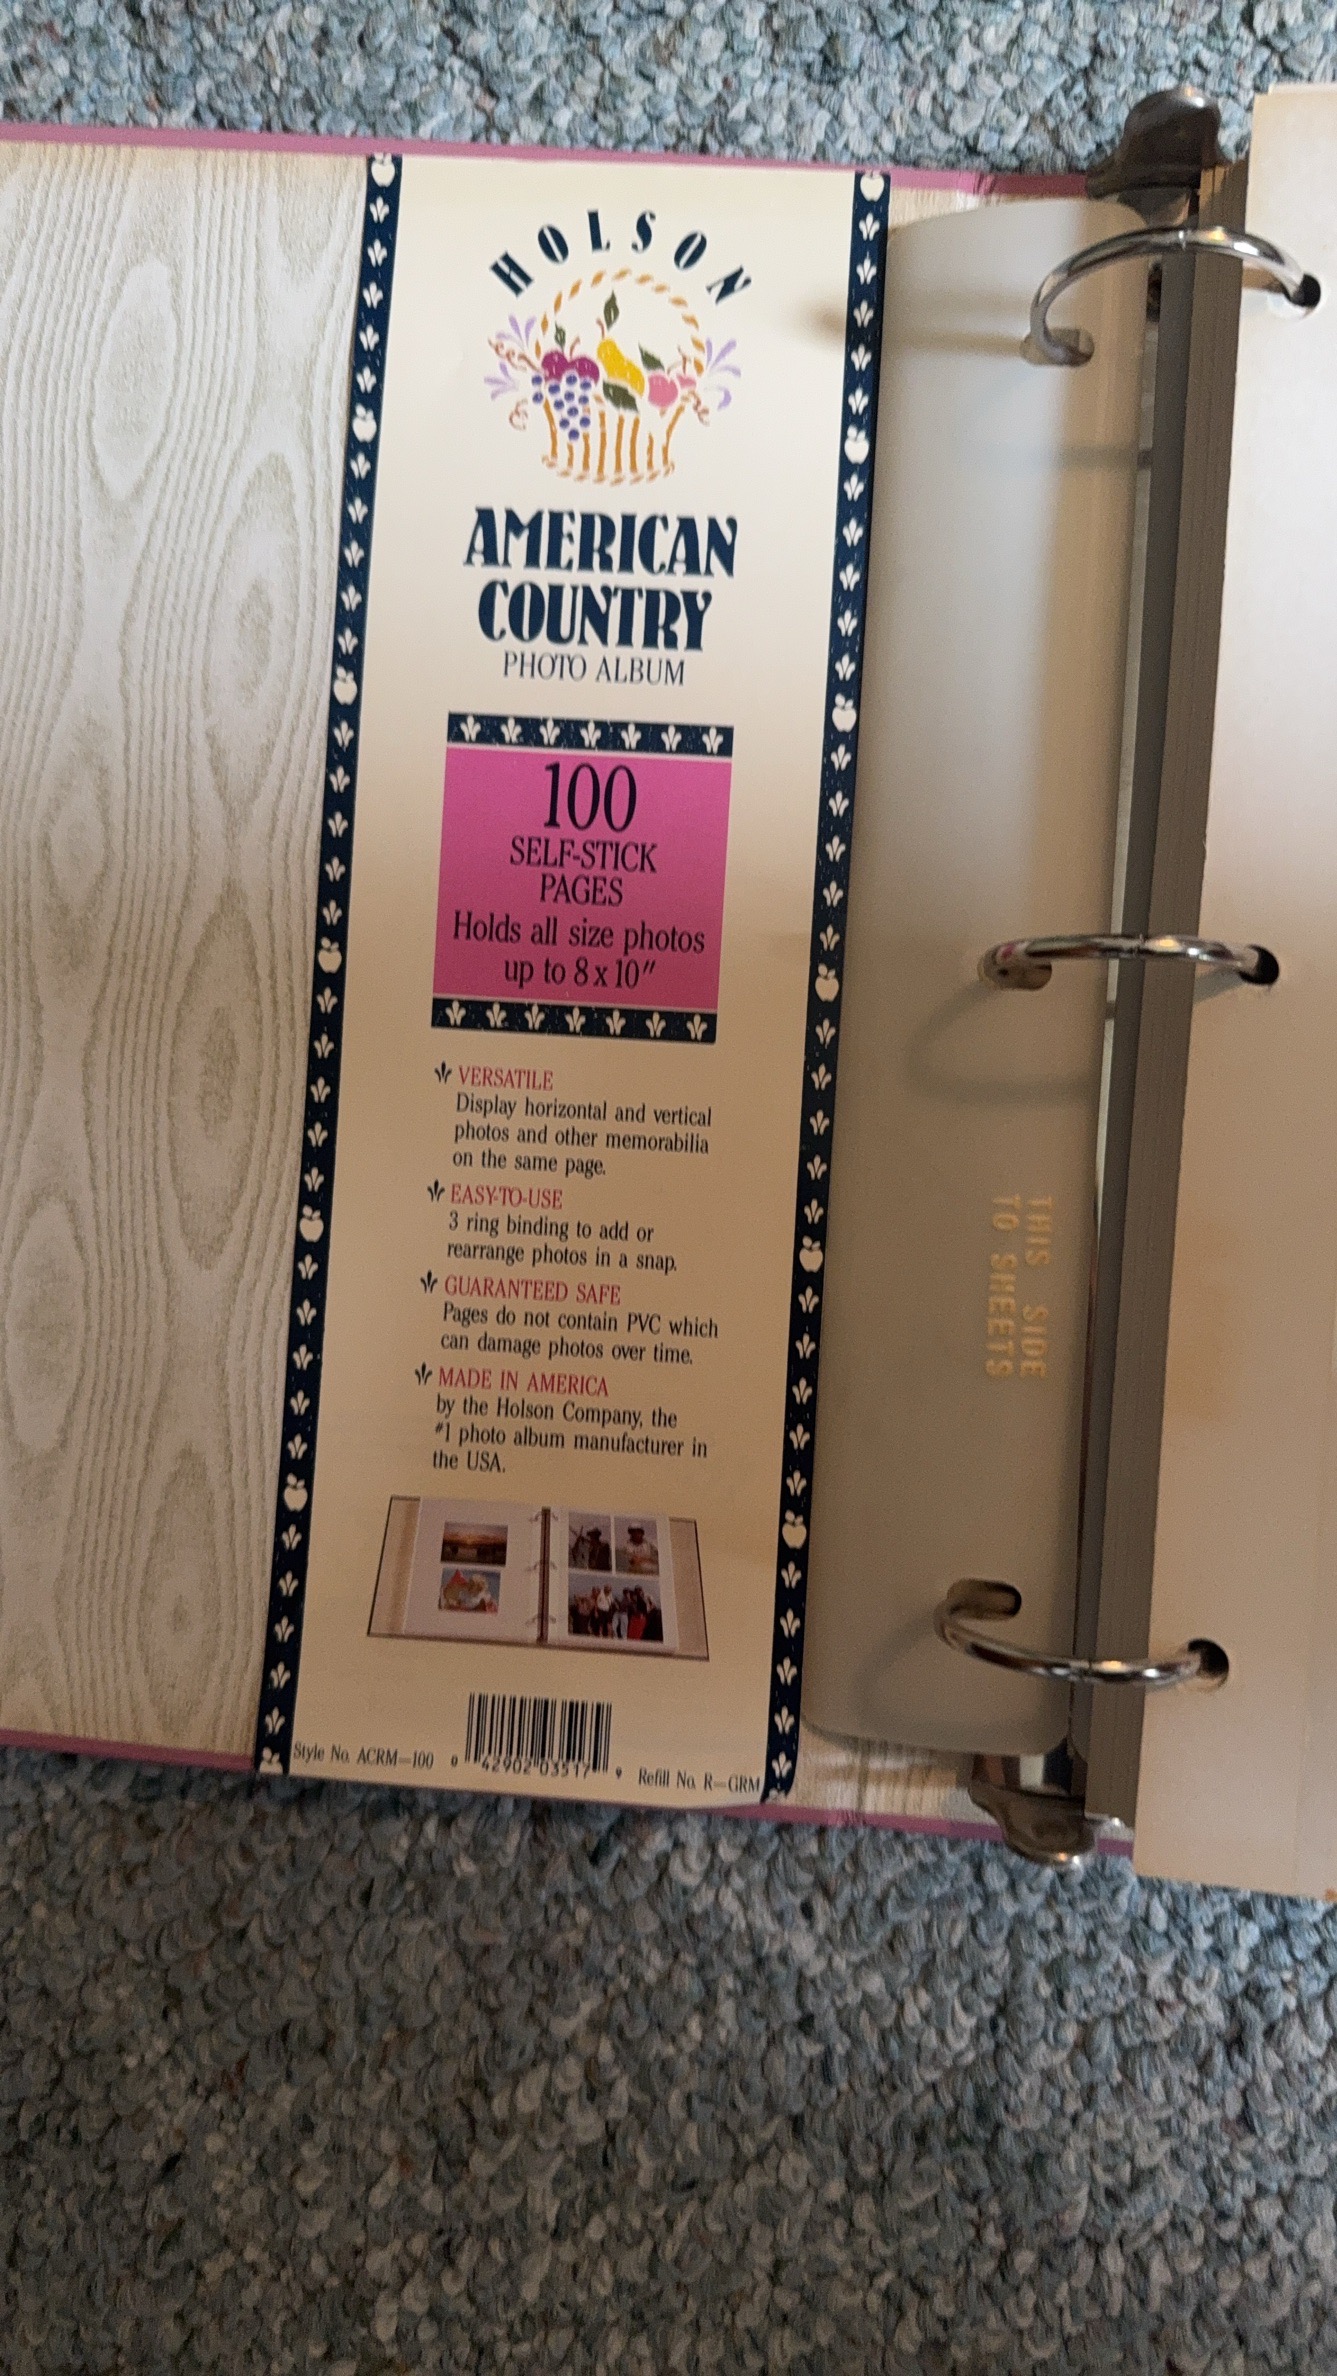 HOLSON
AMERICAN
COUNTRY
PHOTO ALBUM
100
SELF-STICK
PAGES
Holds all size photos
up to 8 x 10"
VERSATILE
Display horizontal and vertical
photos and other memorabilia
on the same page.
EASY-TO-USE
3 ring binding to add or
rearrange photos in a snap.
GUARANTEED SAFE
Pages do not contain PVC which
can damage photos over time.
MADE IN AMERICA
by the Holson Company, the
#1 photo album manufacturer in
the USA.
Style No. ACRM-100
0 42902 03517 9
Refill No. R-GRM
THIS SIDE
TO SHEETS